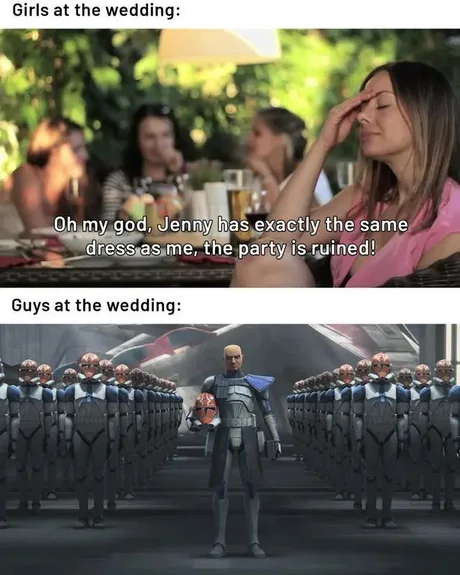 Girls at the wedding:
Oh my god, Jenny has exactly the same
dress as me, the party is ruined!
Guys at the wedding: